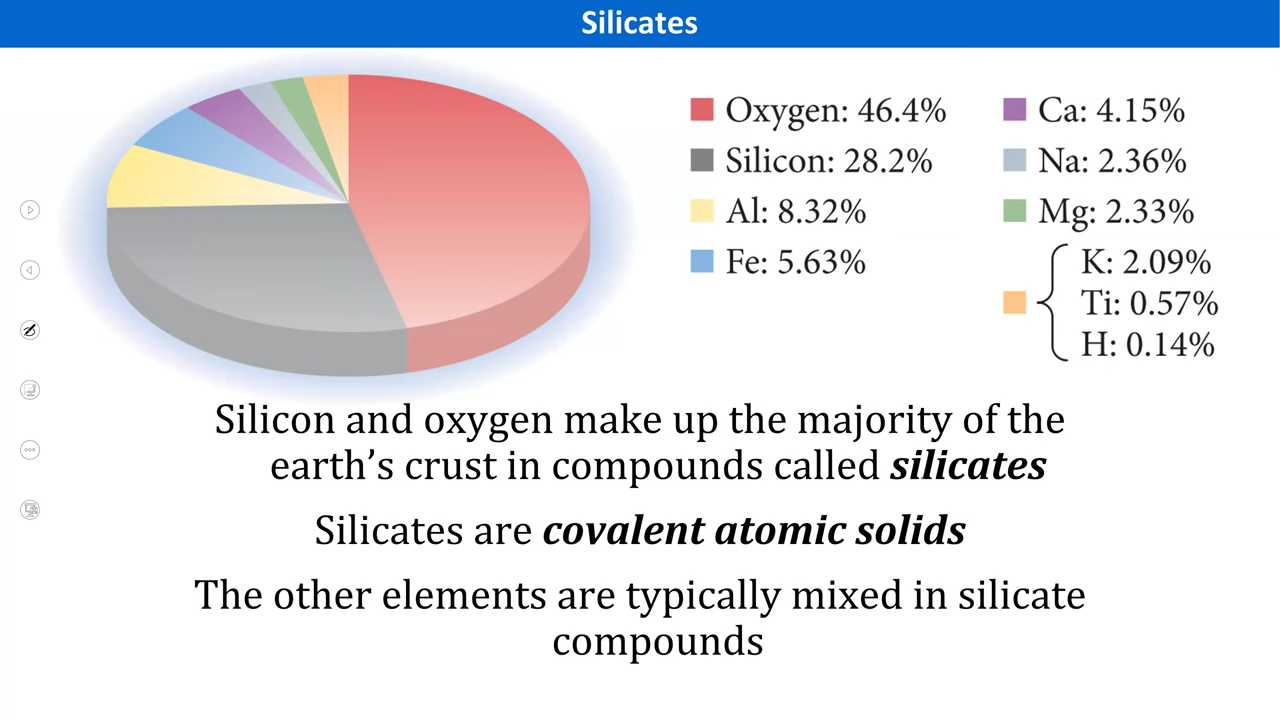 Silicates
Oxygen: 46.4%
Silicon: 28.2%
Al: 8.32%
Fe: 5.63%
Ca: 4.15%
Na: 2.36%
Mg: 2.33%
K: 2.09%
Ti: 0.57%
H: 0.14%
Silicon and oxygen make up the majority of the
earth’s crust in compounds called silicates
Silicates are covalent atomic solids
The other elements are typically mixed in silicate
compounds